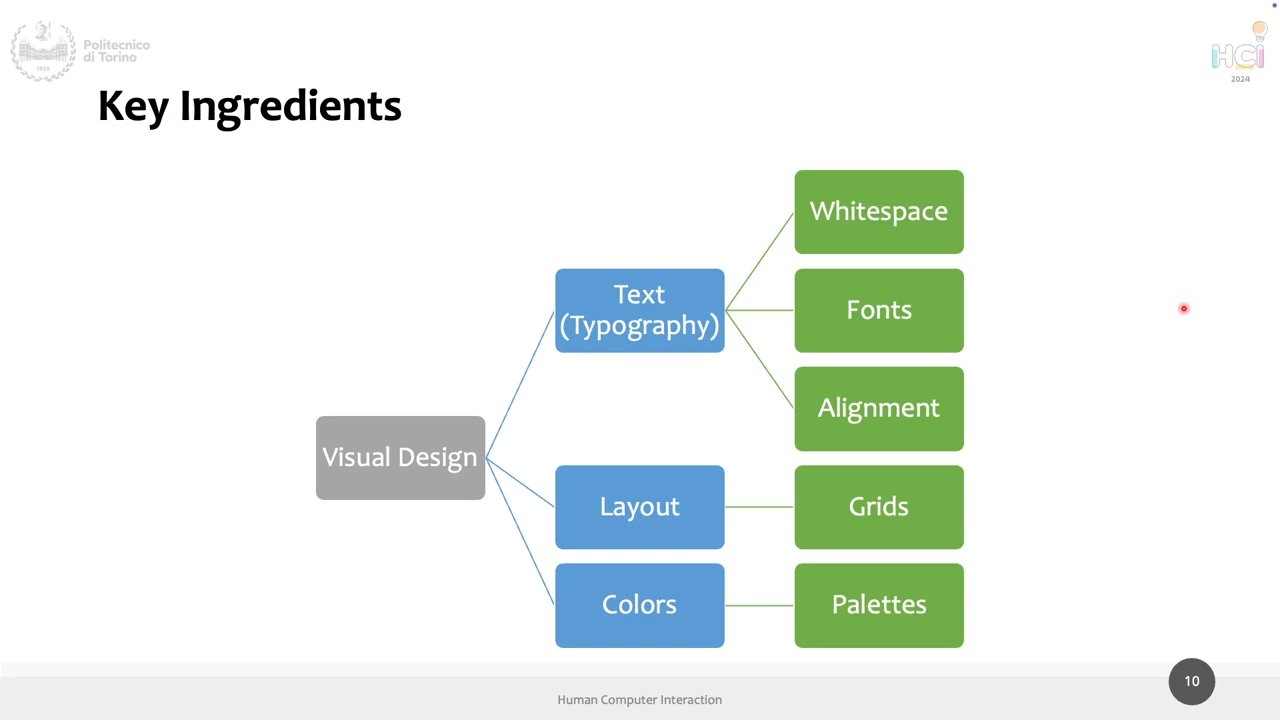 Politecnico
di Torino
1859
HCI
2024
Key Ingredients
Whitespace
Text
(Typography)
Fonts
Alignment
Visual Design
Layout
Grids
Colors
Palettes
Human Computer Interaction
10